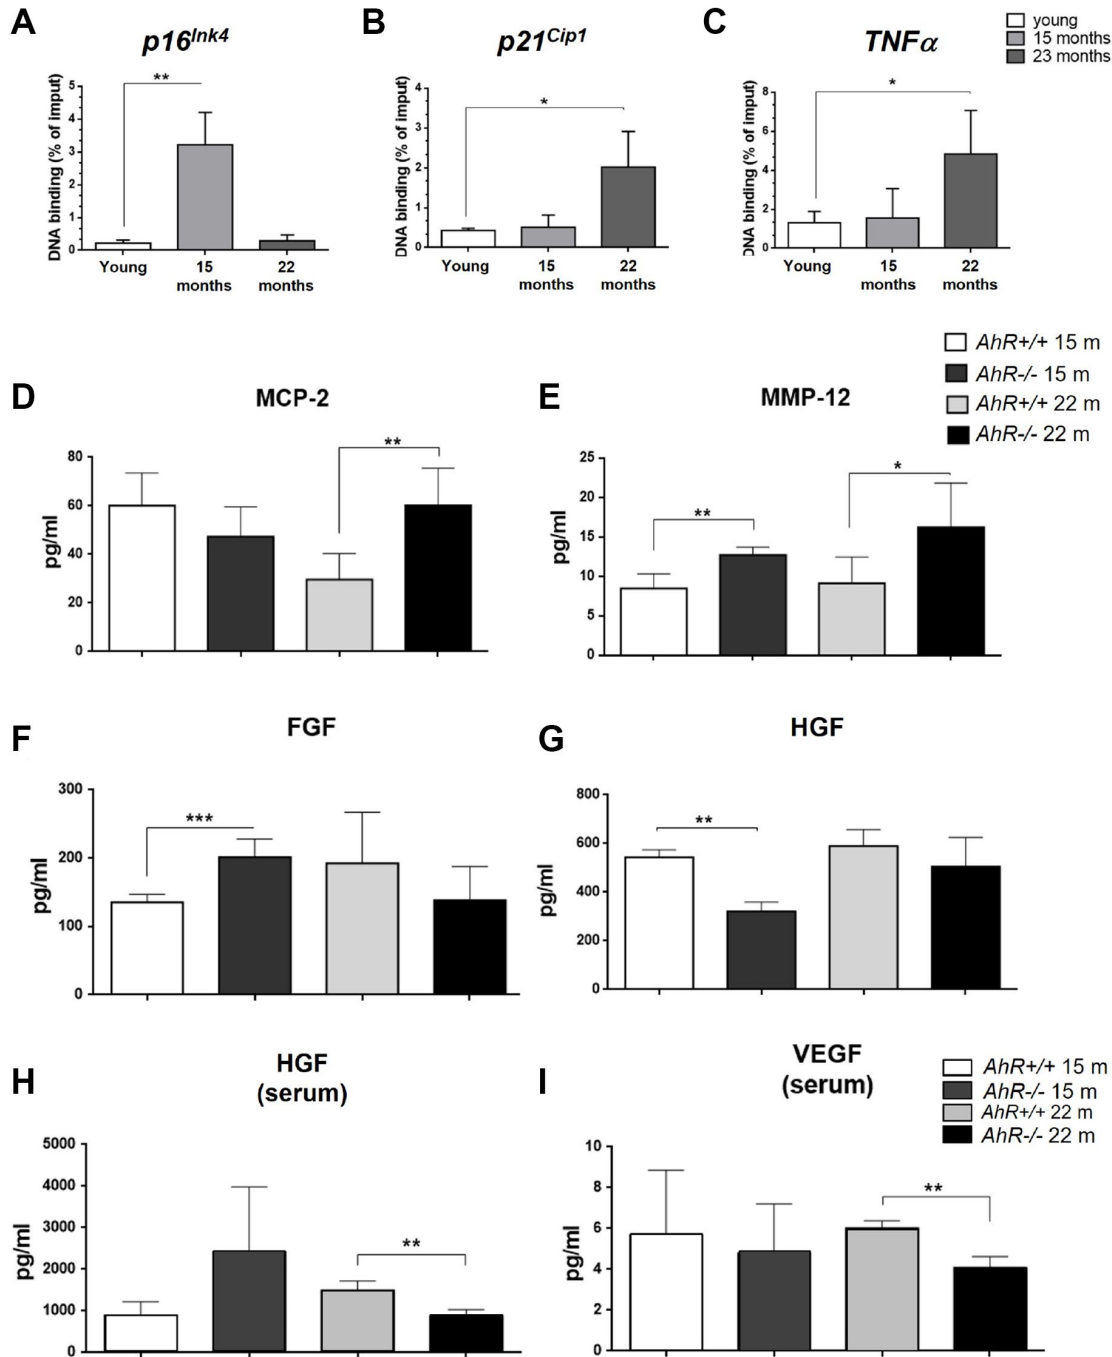 A
p16^Ink4
**
DNA binding (% of imput)
5
4
3
2
1
0
Young
15
months
22
months
B
p21^Cip1
*
DNA binding (% of imput)
4
3
2
1
0
Young
15
months
22
months
C
TNFα
*
DNA binding (% of imput)
8
6
4
2
0
Young
15
months
22
months
young
15 months
23 months
AhR+/+ 15 m
AhR-/- 15 m
AhR+/+ 22 m
AhR-/- 22 m
D
MCP-2
**
pg/ml
80
60
40
20
0
E
MMP-12
**
*
pg/ml
25
20
15
10
5
0
F
FGF
***
pg/ml
300
200
100
0
G
HGF
**
pg/ml
800
600
400
200
0
H
HGF
(serum)
**
pg/ml
5000
4000
3000
2000
1000
0
I
VEGF
(serum)
**
pg/ml
10
8
6
4
2
0
AhR+/+ 15 m
AhR-/- 15 m
AhR+/+ 22 m
AhR-/- 22 m